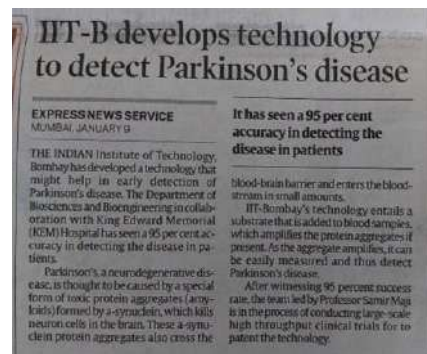 IIT-B develops technology
to detect Parkinson's disease
EXPRESS NEWS SERVICE
MUMBAI, JANUARY 9
THE INDIAN Institute of Technology,
Bombay has developed a technology that
might help in early detection of
Parkinson's disease. The Department of
Biosciences and Bioengineering in collab-
oration with King Edward Memorial
(KEM) Hospital has seen a 95 per cent ac-
curacy in detecting the disease in pa-
tients.
Parkinson's, a neurodegenerative dis-
ease, is thought to be caused by a special
form of toxic protein aggregates (amy-
loids) formed by a-synuclein, which kills
neuron cells in the brain. These a-synu-
clein protein aggregates also cross the
It has seen a 95 per cent
accuracy in detecting the
disease in patients
blood-brain barrier and enters the blood-
stream in small amounts.
IIT-Bombay's technology entails a
substrate that is added to blood samples,
which amplifies the protein aggregates if
present. As the aggregate amplifies, it can
be easily measured and thus detect
Parkinson's disease.
After witnessing 95 percent success
rate, the team led by Professor Samir Maji
is in the process of conducting large-scale
high throughput clinical trials for to
patent the technology.